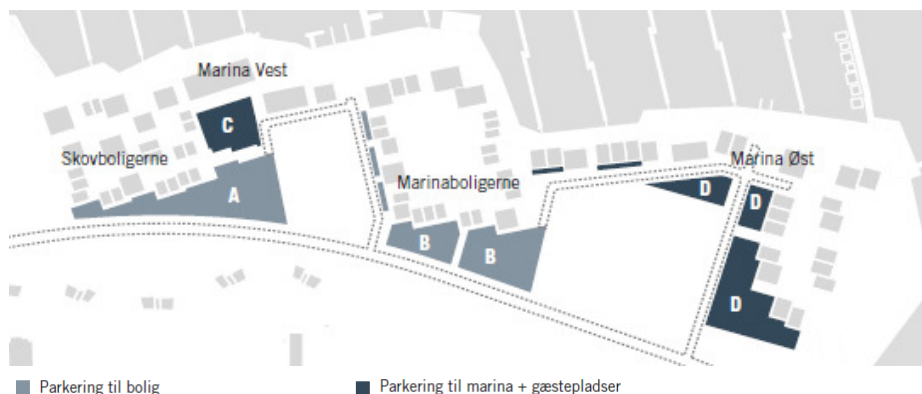 Marina Vest
C
Skovboligerne
Marina Øst
Marinaboligerne
A
D
D
B
B
D
Parkering til bolig
Parkering til marina + gæstepladser